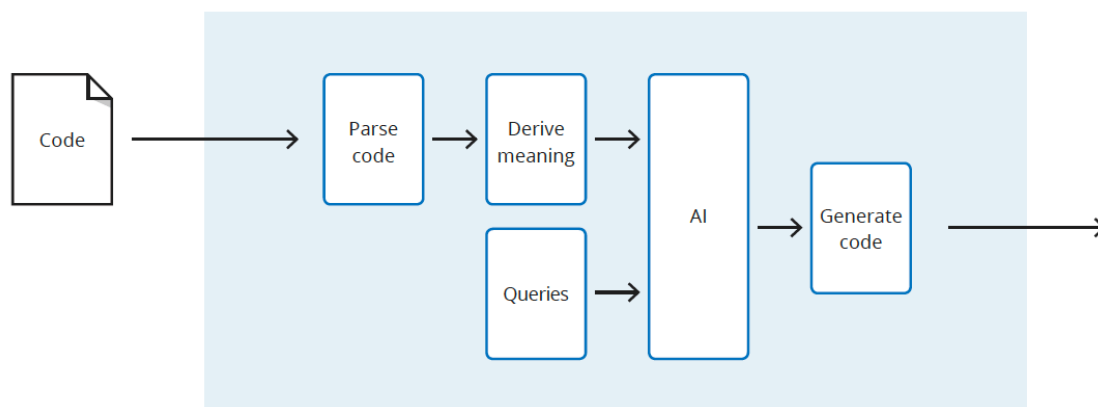 Code
Parse
code
Derive
meaning
Queries
AI
Generate
code